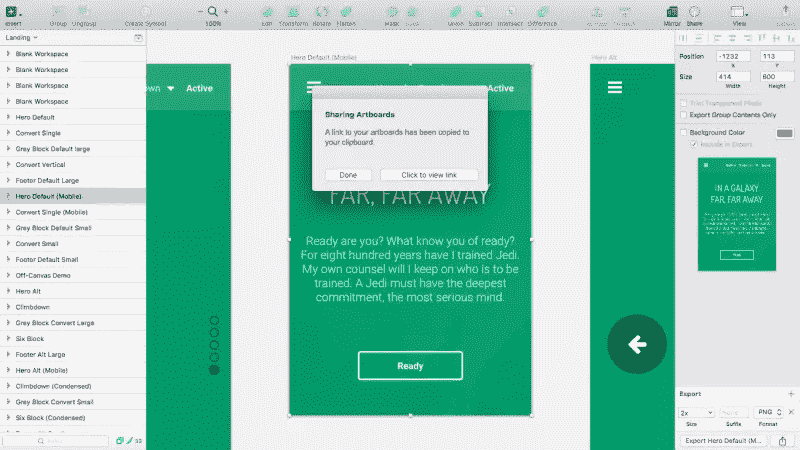 Insert
Group
Ungroup
Create Symbol
100%
Edit
Transform
Rotate
Flatten
Mask
Scale
Union
Subtract
Intersect
Difference
Mirror
Share
View
Export
Landing
Blank Workspace
Blank Workspace
Blank Workspace
Blank Workspace
Hero Default
Convert Single
Grey Block Default large
Convert Vertical
Footer Default Large
Hero Default (Mobile)
Convert Single (Mobile)
Grey Block Default Small
Convert Small
Footer Default Small
Off-Canvas Demo
Hero Alt
Climbdown
Grey Block Convert Large
Six Block
Footer Alt Large
Hero Alt (Mobile)
Climbdown (Condensed)
Grey Block Convert Small
Six Block (Condensed)
Active
Hero Default (Mobile)
Active
Sharing Artboards
A link to your artboards has been copied to
your clipboard.
Done
Click to view link
FAR, FAR AWAY
Ready are you? What know you of ready?
For eight hundred years have I trained Jedi.
My own counsel will I keep on who is to be
trained. A Jedi must have the deepest
commitment, the most serious mind.
Ready
Hero Alt
Position
-1232
113
X
Y
Size
414
600
Width
Height
Trim Transparent Pixels
Export Group Contents Only
Background Color
Include in Export
IN A GALAXY
FAR, FAR AWAY
Export
2x
PNG
Size
Suffix
Format
Export Hero Default (M...